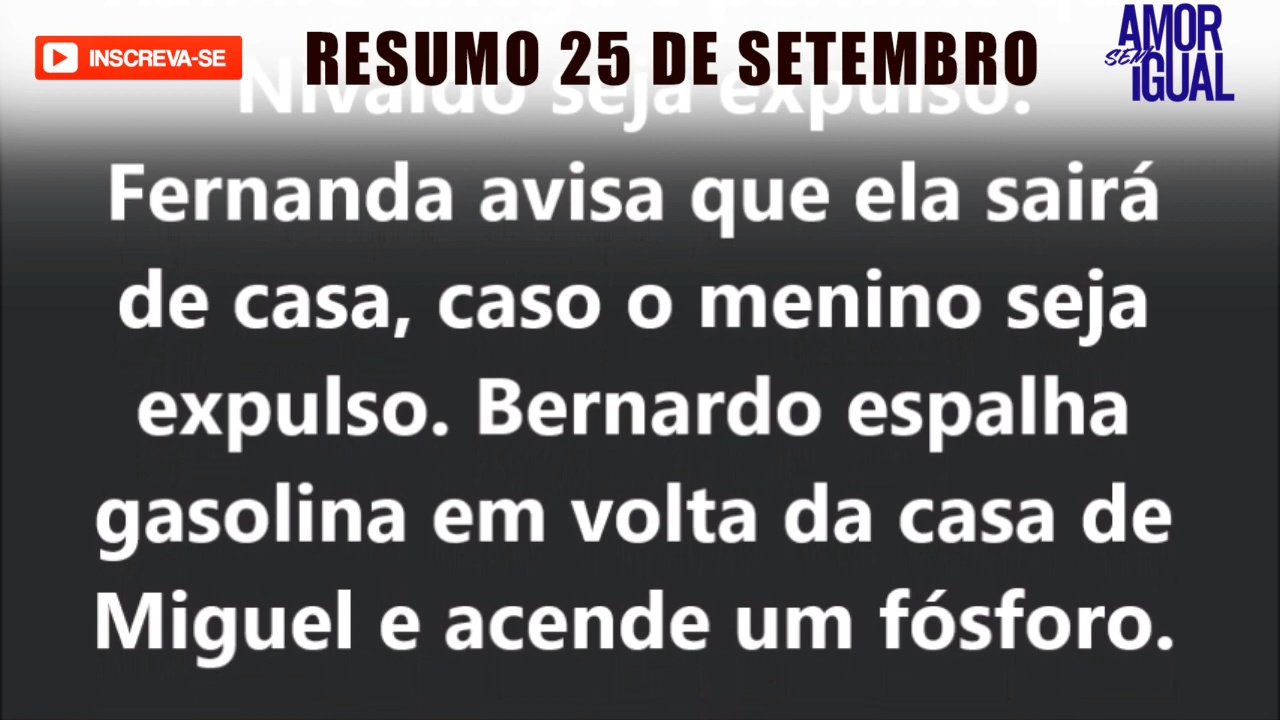 INSCREVA-SE
RESUMO 25 DE SETEMBRO
AMOR
SEM
IGUAL
Nivaldo seja expulso.
Fernanda avisa que ela sairá
de casa, caso o menino seja
expulso. Bernardo espalha
gasolina em volta da casa de
Miguel e acende um fósforo.